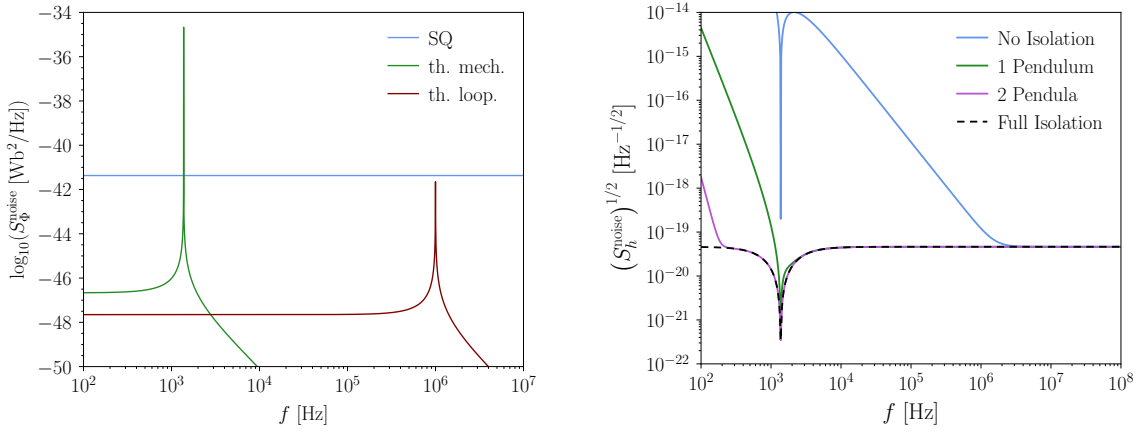 log₁₀(S_Φ^noise [Wb²/Hz])
−34
−36
−38
−40
−42
−44
−46
−48
−50
10² 10³ 10⁴ 10⁵ 10⁶ 10⁷
f [Hz]
SQ
th. mech.
th. loop.
(S_h^noise)^1/2 [Hz^−1/2]
10⁻¹⁴
10⁻¹⁵
10⁻¹⁶
10⁻¹⁷
10⁻¹⁸
10⁻¹⁹
10⁻²⁰
10⁻²¹
10⁻²²
10² 10³ 10⁴ 10⁵ 10⁶ 10⁷ 10⁸
f [Hz]
No Isolation
1 Pendulum
2 Pendula
Full Isolation